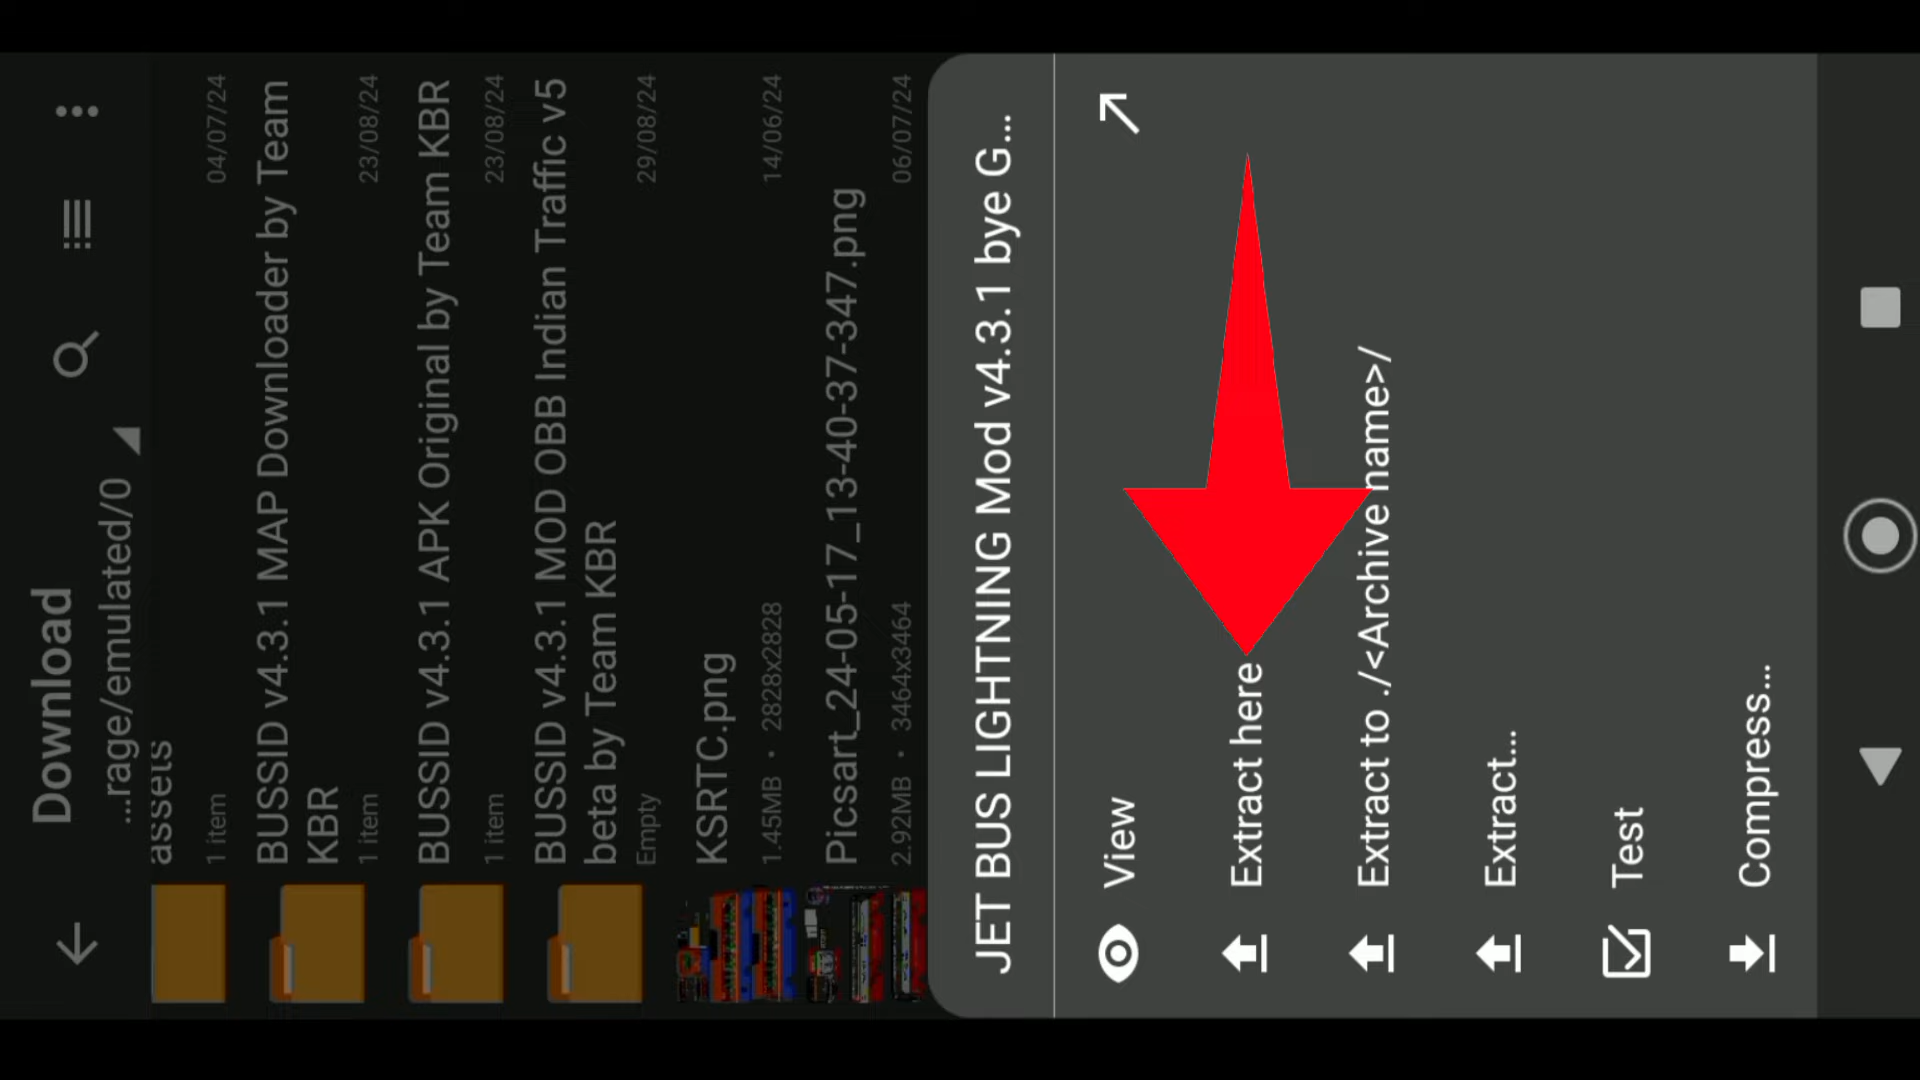 Download
...rage/emulated/0
assets
1 item
04/07/24
BUSSID v4.3.1 MAP Downloader by Team
KBR
1 item
23/08/24
BUSSID v4.3.1 APK Original by Team KBR
1 item
23/08/24
BUSSID v4.3.1 MOD OBB Indian Traffic v5
beta by Team KBR
Empty
29/08/24
KSRTC.png
1.45MB • 2828x2828
14/06/24
Picsart_24-05-17_13-40-37-347.png
2.92MB • 3464x3464
06/07/24
JET BUS LIGHTNING Mod v4.3.1 bye G...
View
Extract here
Extract to ./<Archive name>/
Extract...
Test
Compress...